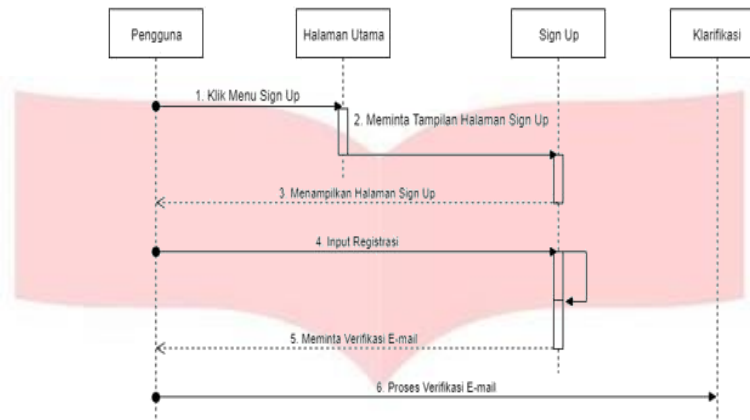 Pengguna
Halaman Utama
Sign Up
Klarifikasi
1. Klik Menu Sign Up
2. Meminta Tampilan Halaman Sign Up
3 Menampilkan Halaman Sign Up
4 Input Registrasi
5. Meminta Verifikasi E-mail
6. Proses Verifikasi E-mail